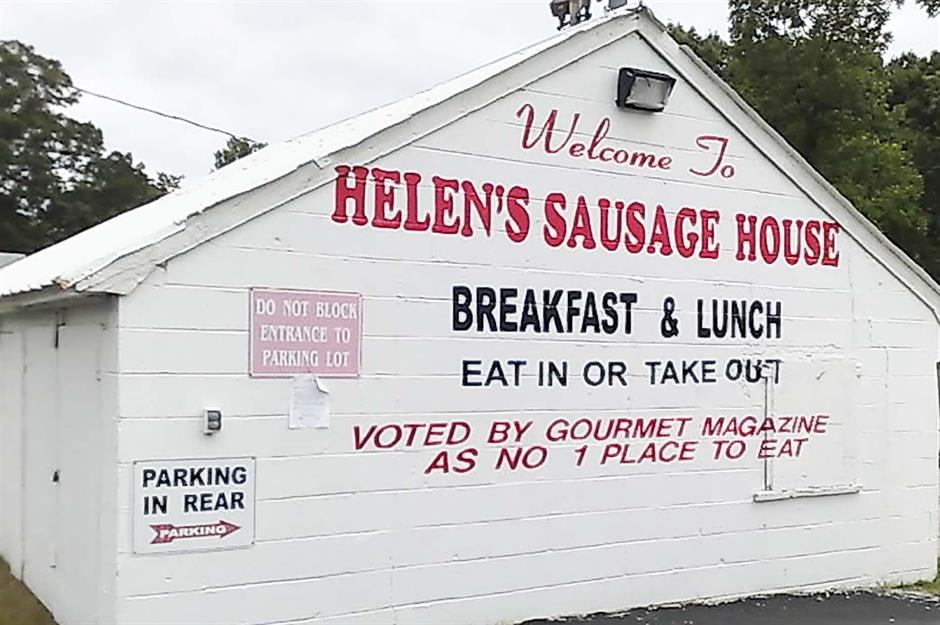 Welcome To
HELEN'S SAUSAGE HOUSE
BREAKFAST & LUNCH
EAT IN OR TAKE OUT
VOTED BY GOURMET MAGAZINE
AS NO 1 PLACE TO EAT
DO NOT BLOCK
ENTRANCE TO
PARKING LOT
PARKING
IN REAR
PARKING